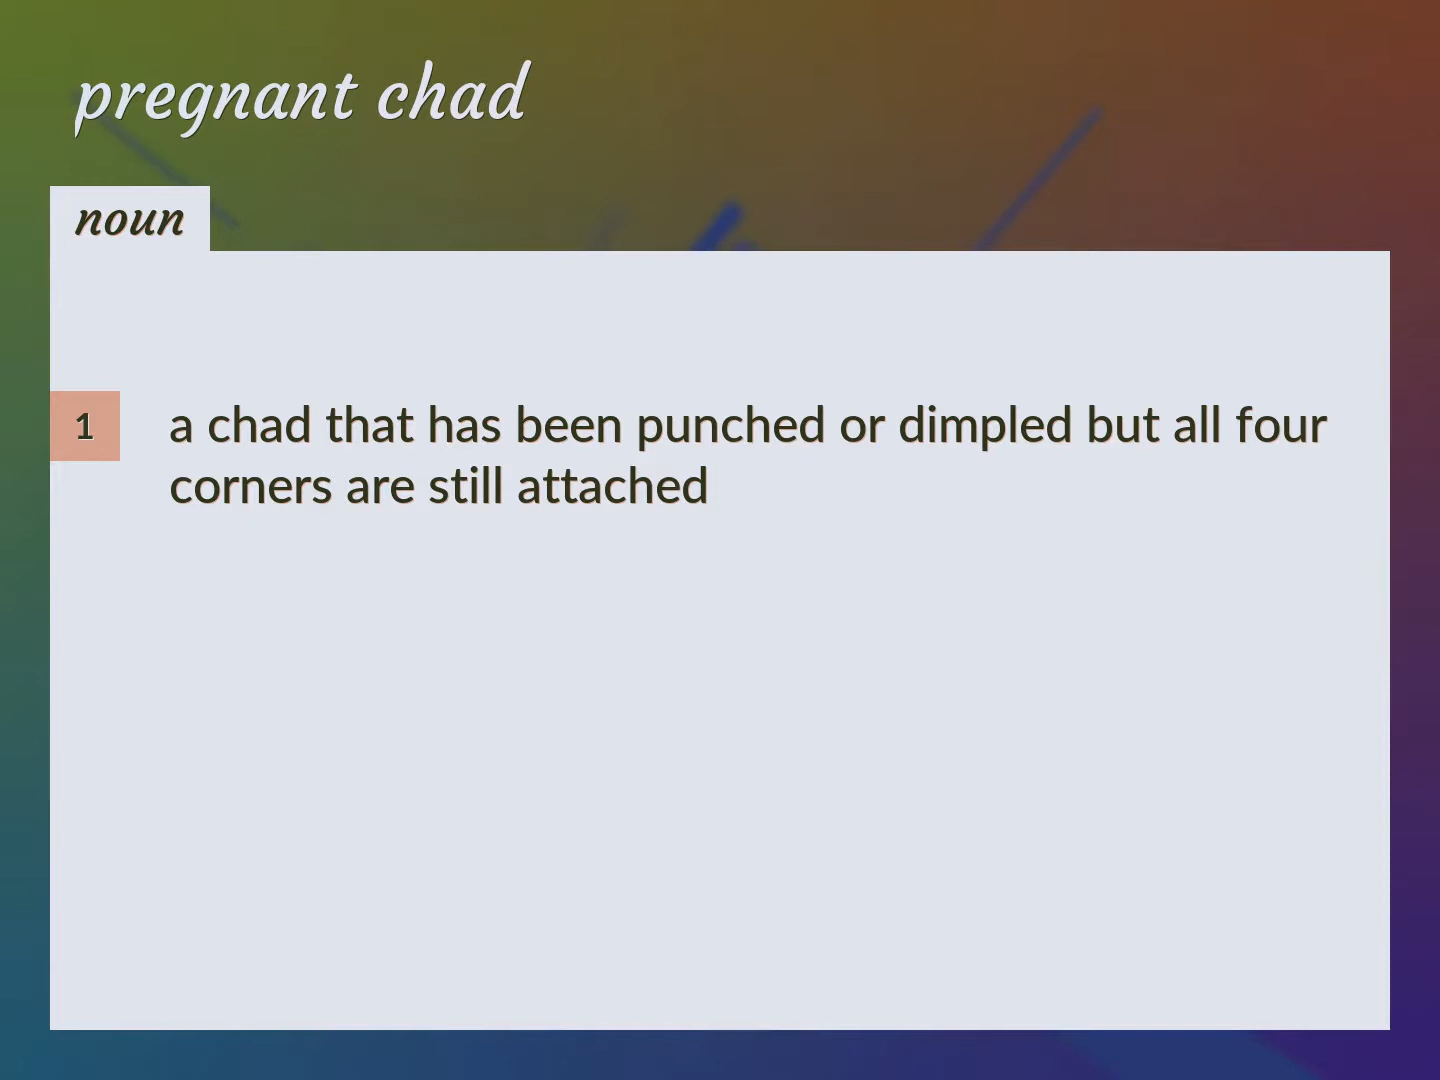 pregnant chad
noun
1 a chad that has been punched or dimpled but all four
corners are still attached